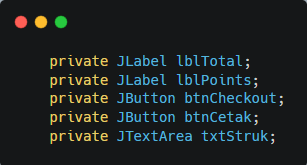 private JLabel lblTotal;
private JLabel lblPoints;
private JButton btnCheckout;
private JButton btnCetak;
private JTextArea txtStruk;